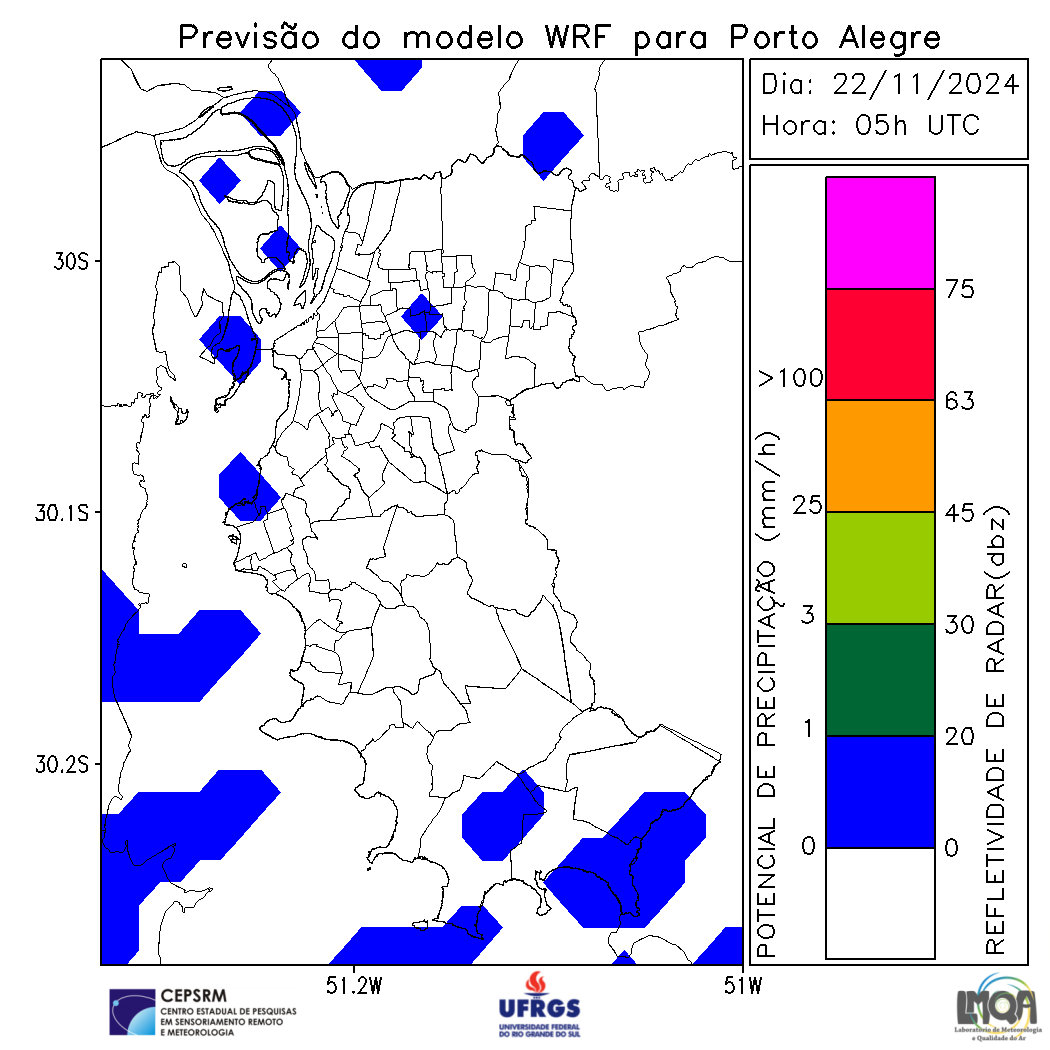 Previsão do modelo WRF para Porto Alegre
Dia: 22/11/2024
Hora: 05h UTC
30S
30.1S
30.2S
51.2W
51W
POTENCIAL DE PRECIPITAÇÃO (mm/h)
>100
25
3
1
0
75
63
45
30
20
0
REFLETIVIDADE DE RADAR(dbz)
CEPSRM
CENTRO ESTADUAL DE PESQUISAS
EM SENSORIAMENTO REMOTO
E METEOROLOGIA
UFRGS
UNIVERSIDADE FEDERAL
DO RIO GRANDE DO SUL
LMQA
Laboratório de Meteorologia
e Qualidade do Ar